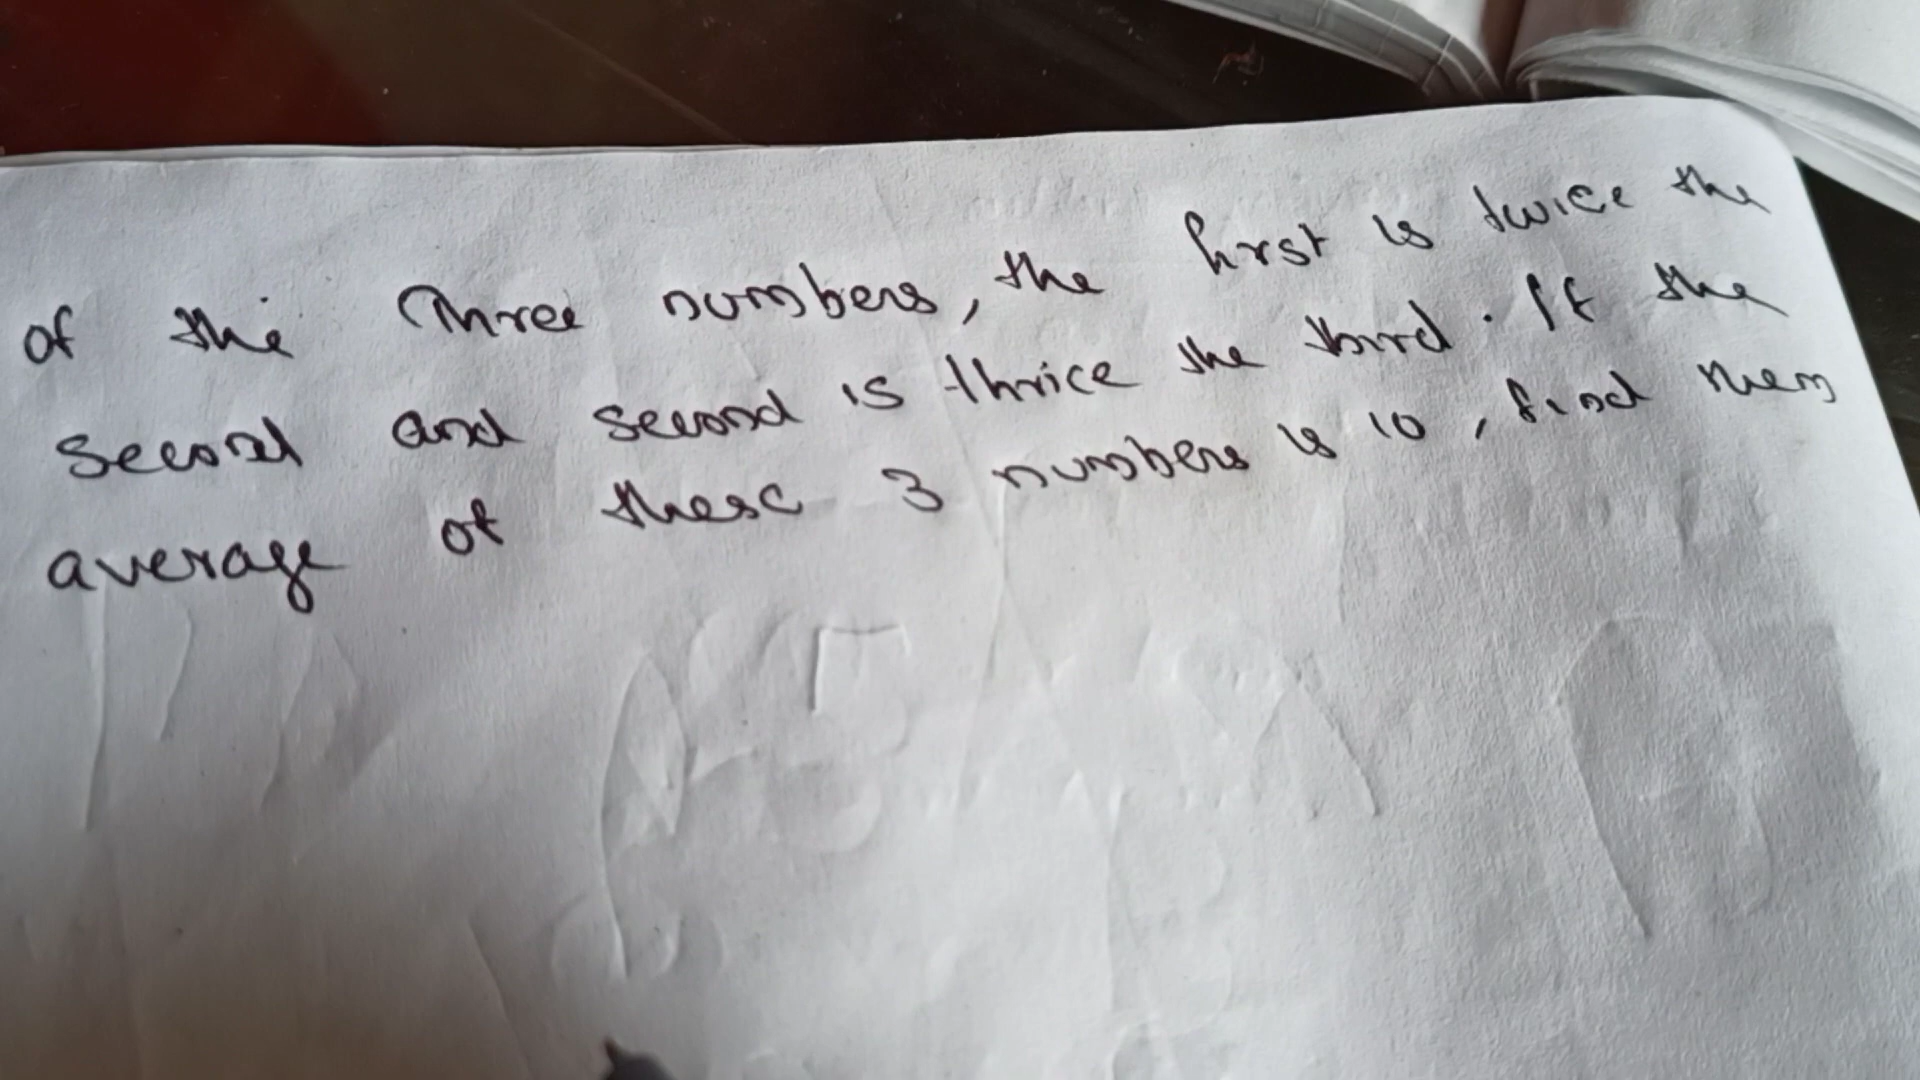 of the Three numbers, the first is twice the
second and second is thrice the third. If the
average of these 3 numbers is 10, find them